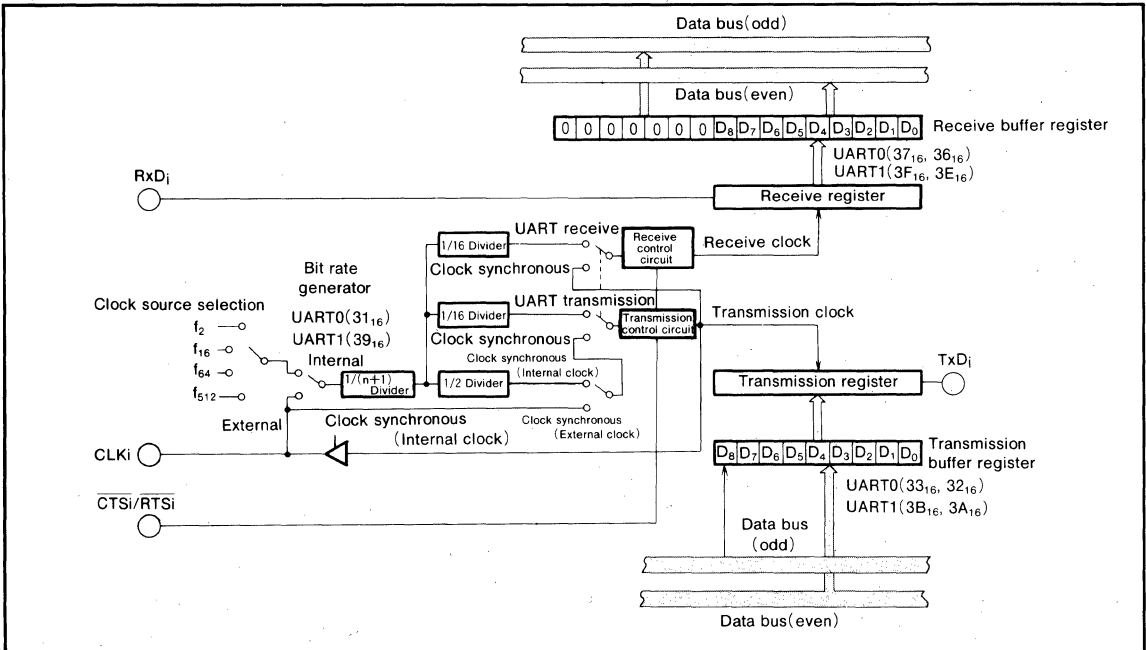 Data bus(odd)
Data bus(even)
0 0 0 0 0 0 0 D8 D7 D6 D5 D4 D3 D2 D1 D0
Receive buffer register
UART0(37₁₆, 36₁₆)
UART1(3F₁₆, 3E₁₆)
RxDi
Receive register
UART receive
1/16 Divider
Receive
control
circuit
Receive clock
Clock synchronous
Bit rate
generator
UART0(31₁₆)
UART1(39₁₆)
Clock source selection
f₂
f₁₆
f₆₄
f₅₁₂
Internal
External
1/(n+1)
Divider
UART transmission
1/16 Divider
Transmission
control circuit
Transmission clock
Clock synchronous
Clock synchronous
(Internal clock)
1/2 Divider
Clock synchronous
(External clock)
Clock synchronous
(Internal clock)
TxDi
Transmission register
CLKi
D8 D7 D6 D5 D4 D3 D2 D1 D0
Transmission
buffer register
UART0(33₁₆, 32₁₆)
UART1(3B₁₆, 3A₁₆)
C̅T̅S̅i̅/R̅T̅S̅i̅
Data bus
(odd)
Data bus(even)